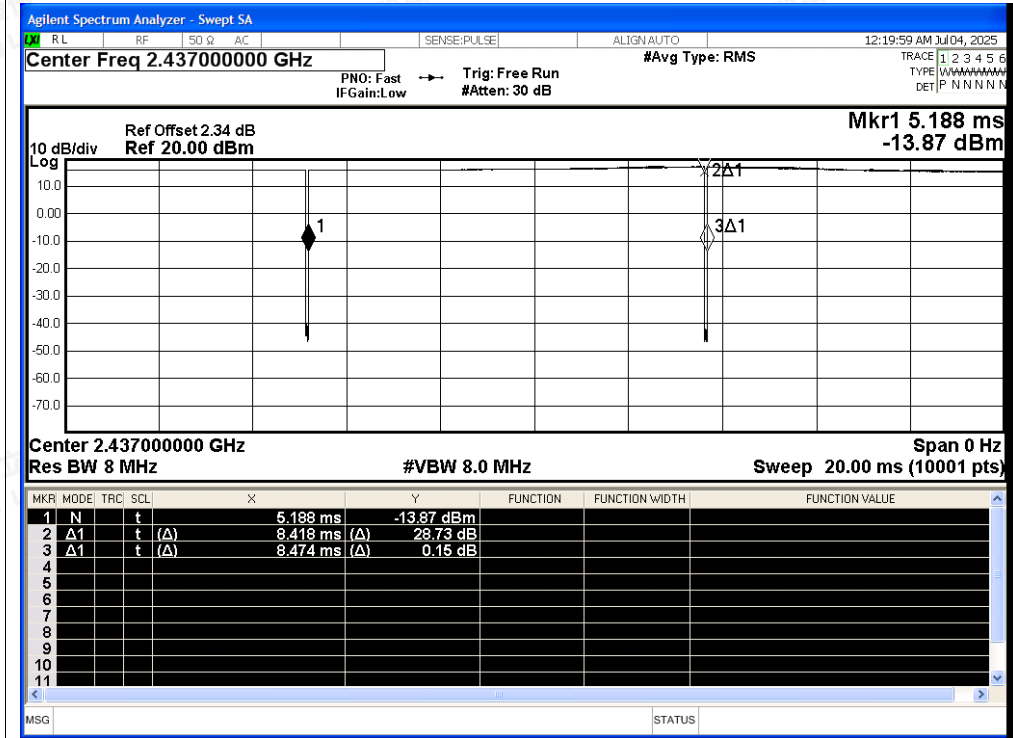 Agilent Spectrum Analyzer - Swept SA
LXI RL RF 50 Ω AC SENSE:PULSE ALIGN AUTO 12:19:59 AM Jul 04, 2025
Center Freq 2.437000000 GHz #Avg Type: RMS TRACE 1 2 3 4 5 6
PNO: Fast Trig: Free Run TYPE WWWWWW
IFGain:Low #Atten: 30 dB DET P N N N N N
Mkr1 5.188 ms
Ref Offset 2.34 dB
10 dB/div Ref 20.00 dBm -13.87 dBm
Log
2Δ1
10.0
0.00
1 3Δ1
-10.0
-20.0
-30.0
-40.0
-50.0
-60.0
-70.0
Center 2.437000000 GHz Span 0 Hz
Res BW 8 MHz #VBW 8.0 MHz Sweep 20.00 ms (10001 pts)
MKR MODE TRC SCL X Y FUNCTION FUNCTION WIDTH FUNCTION VALUE
1 N t 5.188 ms -13.87 dBm
2 Δ1 t (Δ) 8.418 ms (Δ) 28.73 dB
3 Δ1 t (Δ) 8.474 ms (Δ) 0.15 dB
4
5
6
7
8
9
10
11
MSG STATUS